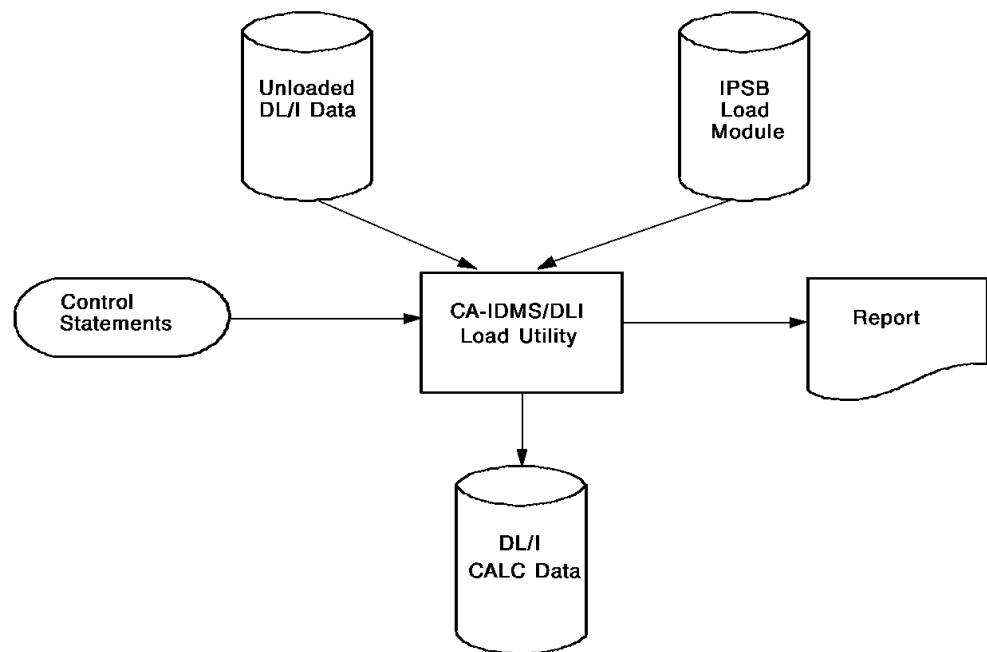 Unloaded
DL/I Data
IPSB
Load
Module
Control
Statements
CA-IDMS/DLI
Load Utility
Report
DL/I
CALC Data